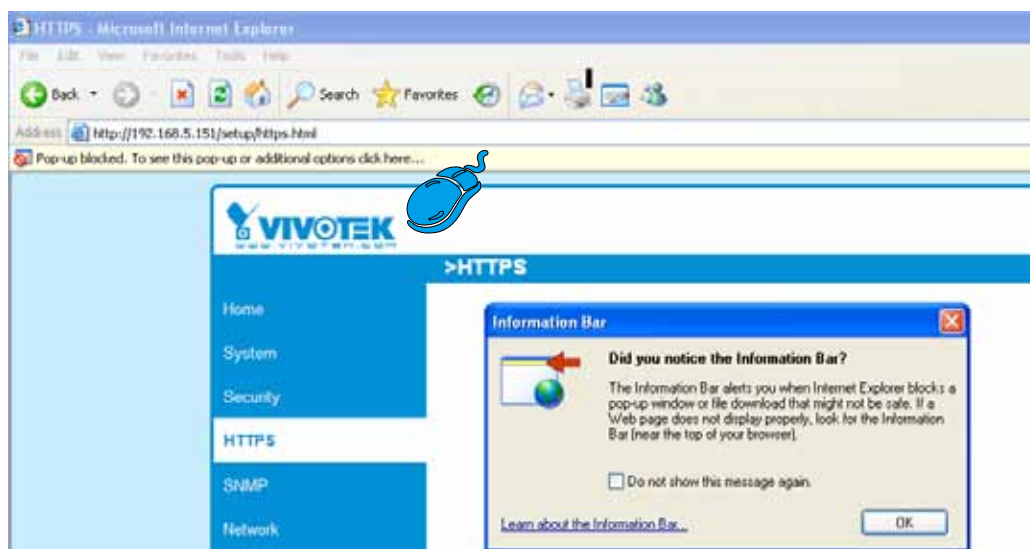 HTTPS - Microsoft Internet Explorer
File Edit View Favorites Tools Help
Back Search Favorites
Address http://192.168.5.151/setup/https.html
Pop-up blocked. To see this pop-up or additional options click here...
VIVOTEK
www.vivotek.com
>HTTPS
Home
System
Security
HTTPS
SNMP
Network
Information Bar
Did you notice the Information Bar?
The Information Bar alerts you when Internet Explorer blocks a
pop-up window or file download that might not be safe. If a
Web page does not display properly, look for the Information
Bar (near the top of your browser).
Do not show this message again.
Learn about the Information Bar...
OK